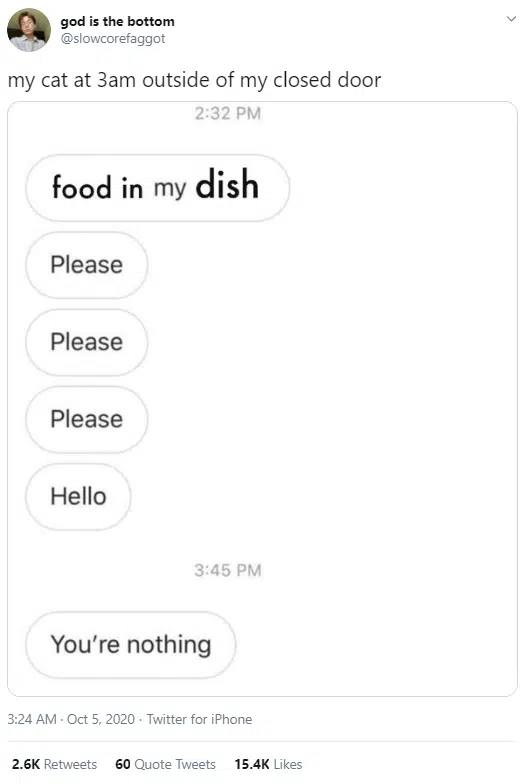 god is the bottom
@slowcorefaggot
my cat at 3am outside of my closed door
2:32 PM
food in my dish
Please
Please
Please
Hello
3:45 PM
You're nothing
3:24 AM · Oct 5, 2020 · Twitter for iPhone
2.6K Retweets 60 Quote Tweets 15.4K Likes